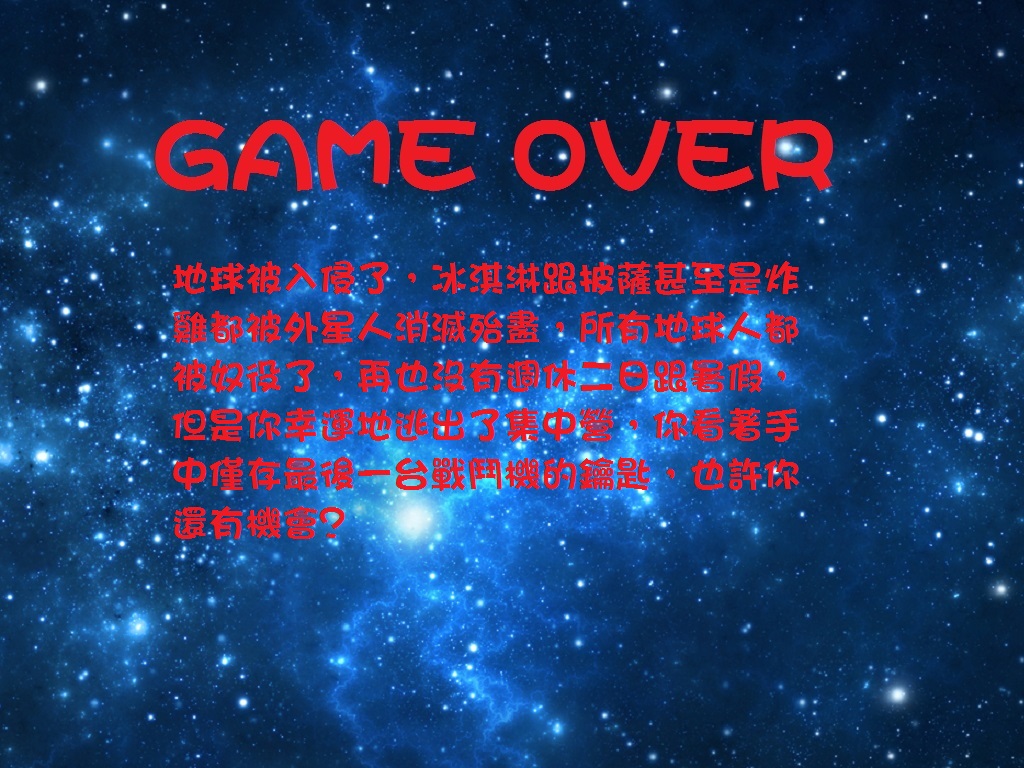 GAME OVER
地球被入侵了，冰淇淋跟披薩甚至是炸
雞都被外星人消滅殆盡，所有地球人都
被奴役了，再也沒有週休二日跟暑假，
但是你幸運地逃出了集中營，你看著手
中僅存最後一台戰鬥機的鑰匙，也許你
還有機會?